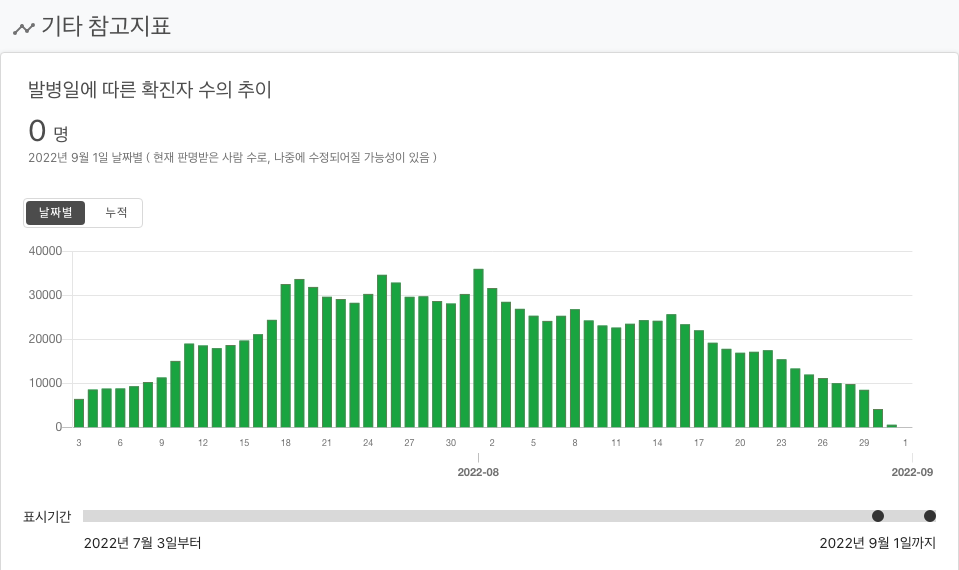 기타 참고지표
발병일에 따른 확진자 수의 추이
0 명
2022년 9월 1일 날짜별 ( 현재 판명받은 사람 수로, 나중에 수정되어질 가능성이 있음 )
날짜별 누적
40000
30000
20000
10000
0
3 6 9 12 15 18 21 24 27 30 2 5 8 11 14 17 20 23 26 29 1
2022-08 2022-09
표시기간
2022년 7월 3일부터 2022년 9월 1일까지